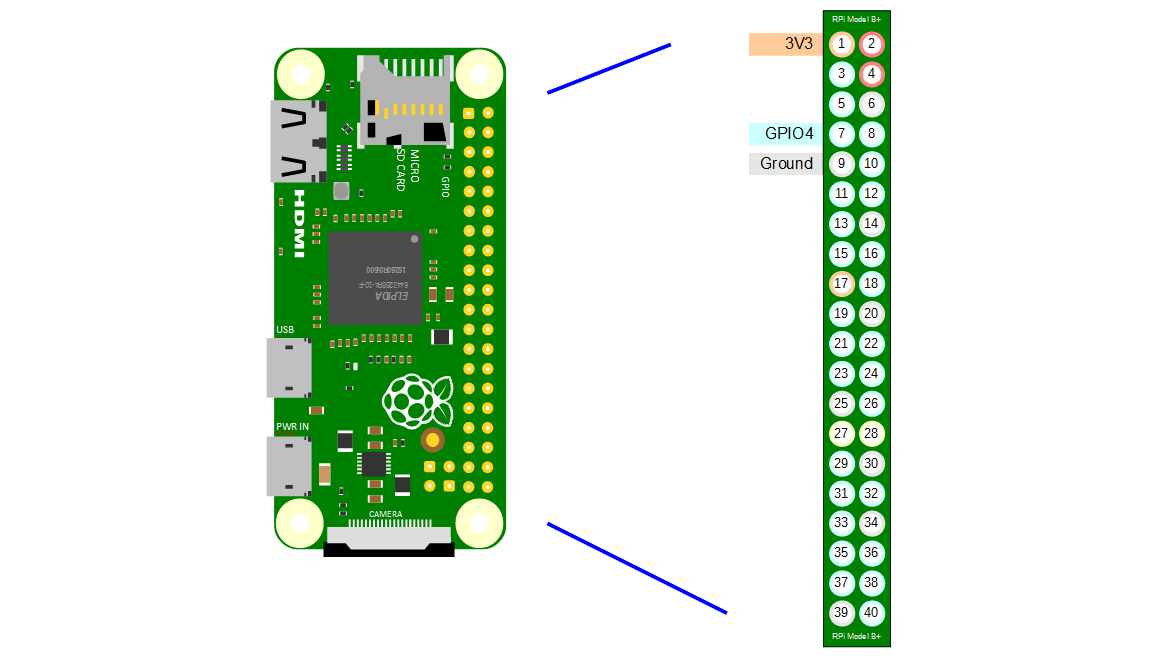 RPi Model B+
3V3
1 2
3 4
5 6
GPIO4
7 8
Ground
9 10
11 12
13 14
15 16
17 18
19 20
21 22
23 24
25 26
27 28
29 30
31 32
33 34
35 36
37 38
39 40
RPi Model B+
MICRO
SD CARD
GPIO
HDMI
ELPIDA
USB
PWR IN
CAMERA